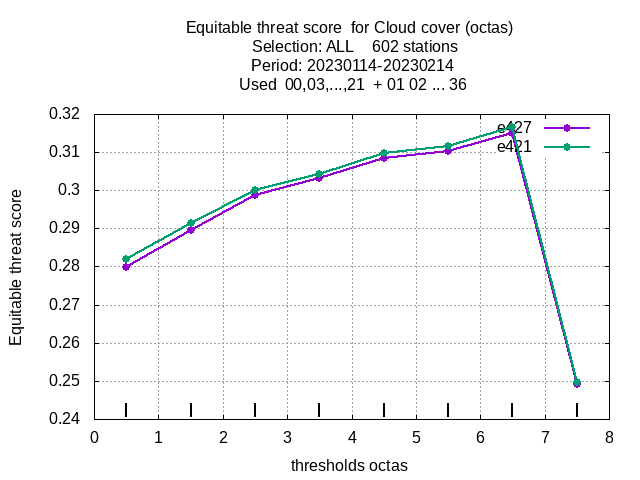 Equitable threat score  for Cloud cover (octas)
Selection: ALL    602 stations
Period: 20230114-20230214
Used  00,03,...,21  + 01 02 ... 36
0.32
0.31
0.3
0.29
0.28
0.27
0.26
0.25
0.24
Equitable threat score
e427
e421
0 1 2 3 4 5 6 7 8
thresholds octas